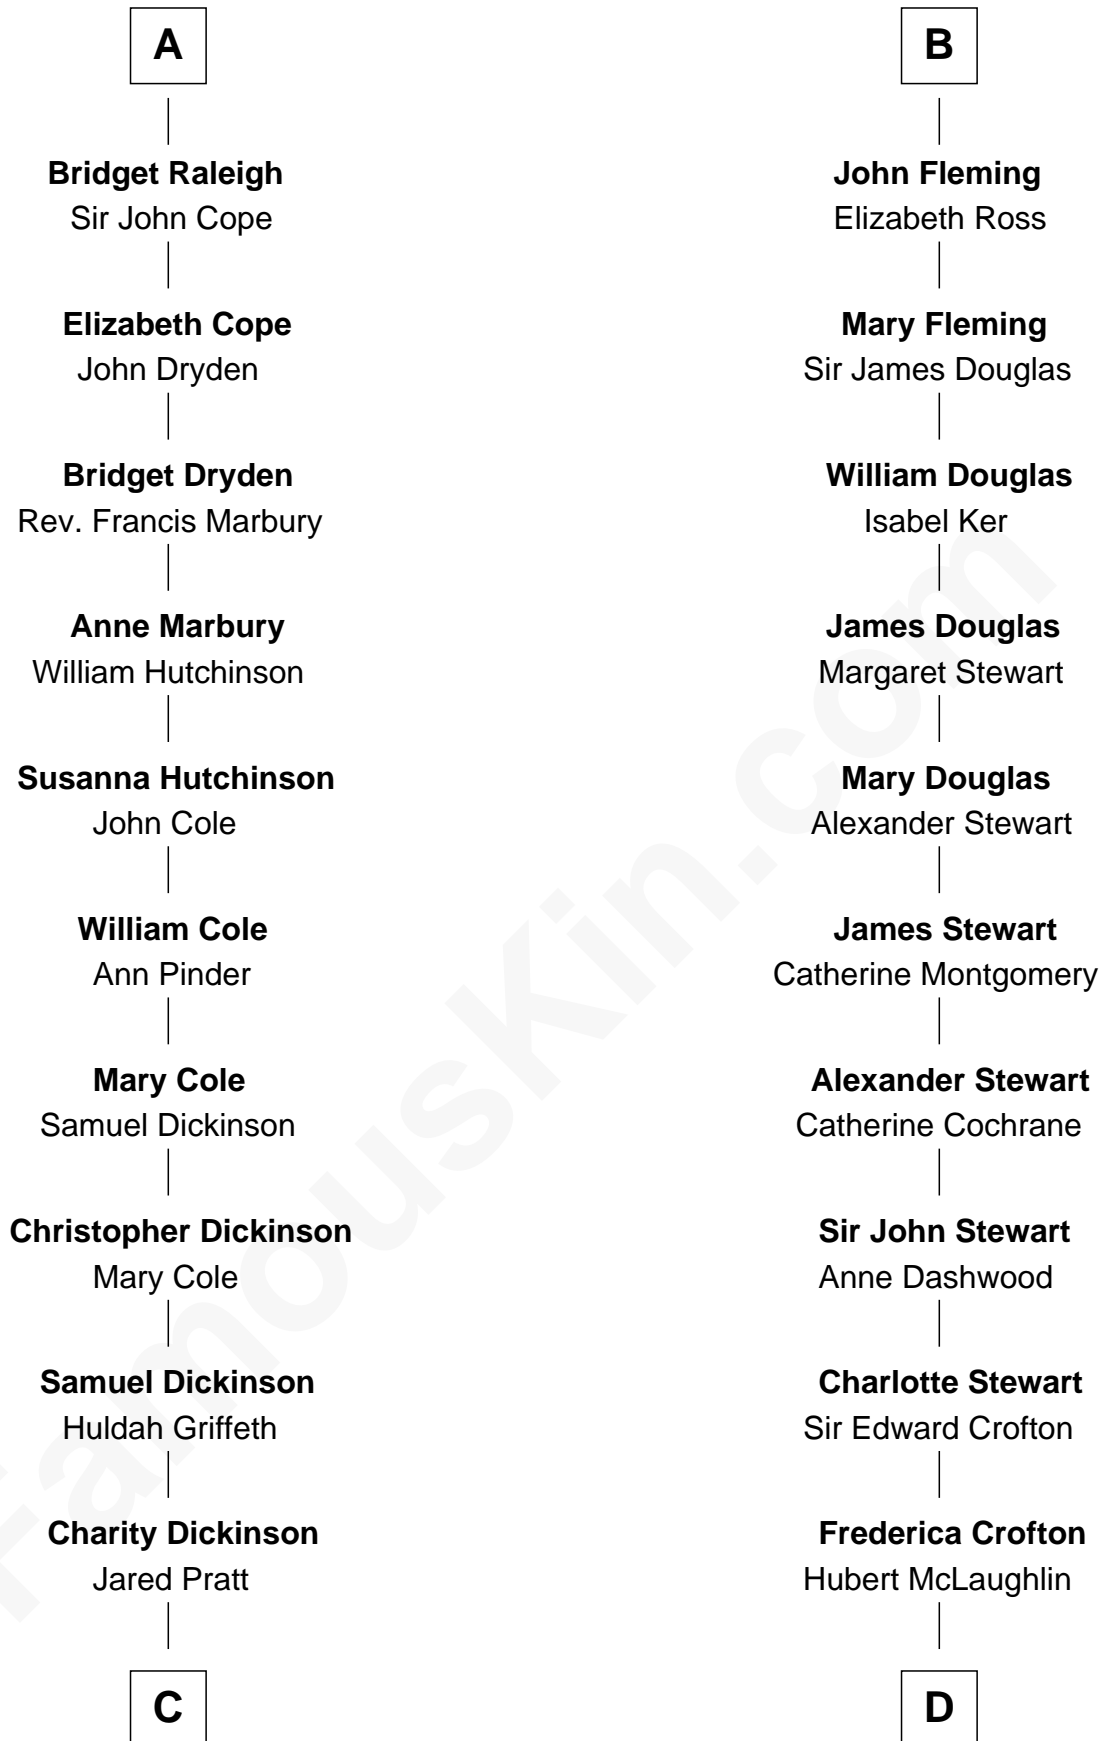 A
Bridget Raleigh
Sir John Cope
Elizabeth Cope
John Dryden
Bridget Dryden
Rev. Francis Marbury
Anne Marbury
William Hutchinson
Susanna Hutchinson
John Cole
William Cole
Ann Pinder
Mary Cole
Samuel Dickinson
Christopher Dickinson
Mary Cole
Samuel Dickinson
Huldah Griffeth
Charity Dickinson
Jared Pratt
C
B
John Fleming
Elizabeth Ross
Mary Fleming
Sir James Douglas
William Douglas
Isabel Ker
James Douglas
Margaret Stewart
Mary Douglas
Alexander Stewart
James Stewart
Catherine Montgomery
Alexander Stewart
Catherine Cochrane
Sir John Stewart
Anne Dashwood
Charlotte Stewart
Sir Edward Crofton
Frederica Crofton
Hubert McLaughlin
D
FamousKin.com